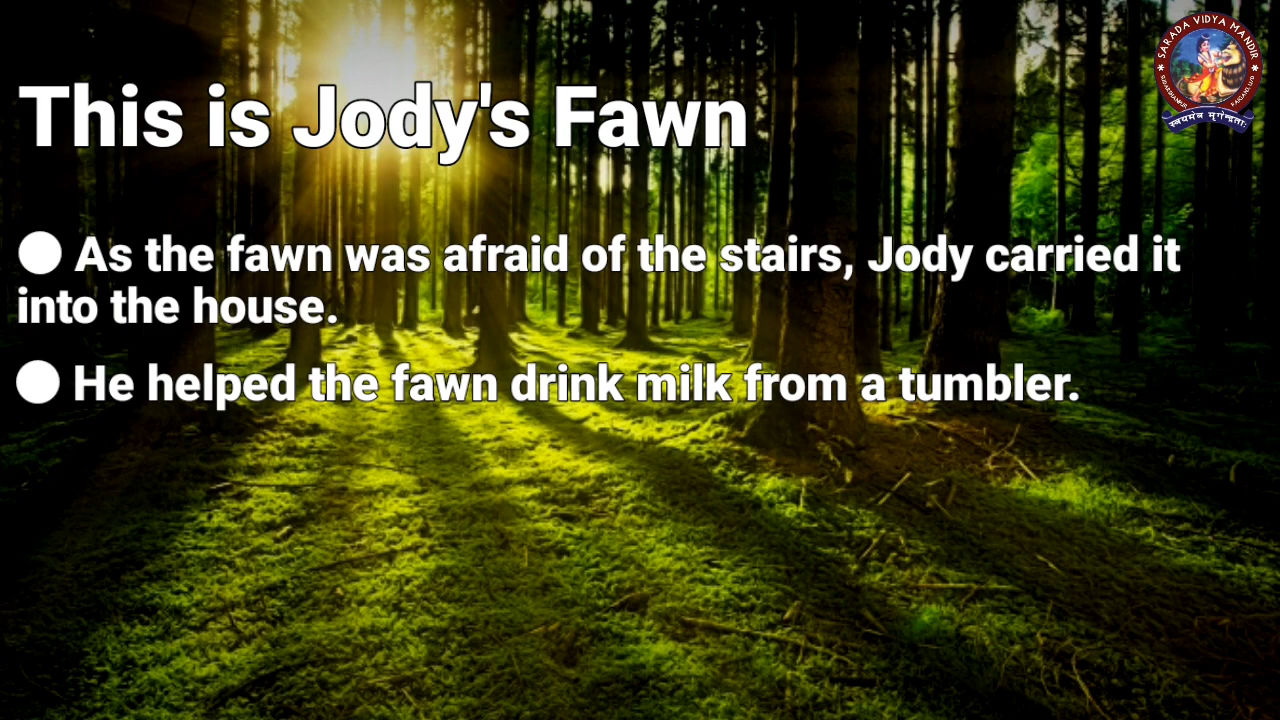 SARADA VIDYA MANDIR
This is Jody's Fawn
● As the fawn was afraid of the stairs, Jody carried it
into the house.
● He helped the fawn drink milk from a tumbler.